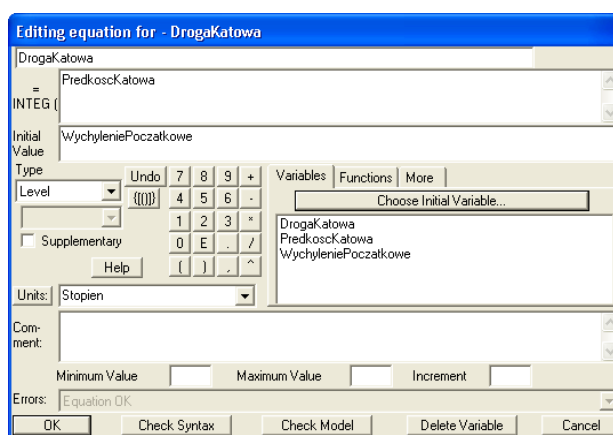 Editing equation for - DrogaKatowa
DrogaKatowa
= INTEG (
PredkoscKatowa
Initial Value
WychyleniePoczatkowe
Type
Undo 7 8 9 + Variables Functions More
Level {[()]} 4 5 6 - Choose Initial Variable...
1 2 3 * DrogaKatowa
Supplementary 0 E . / PredkoscKatowa
Help ( ) , ^ WychyleniePoczatkowe
Units: Stopien
Com-
ment:
Minimum Value Maximum Value Increment
Errors: Equation OK
OK Check Syntax Check Model Delete Variable Cancel